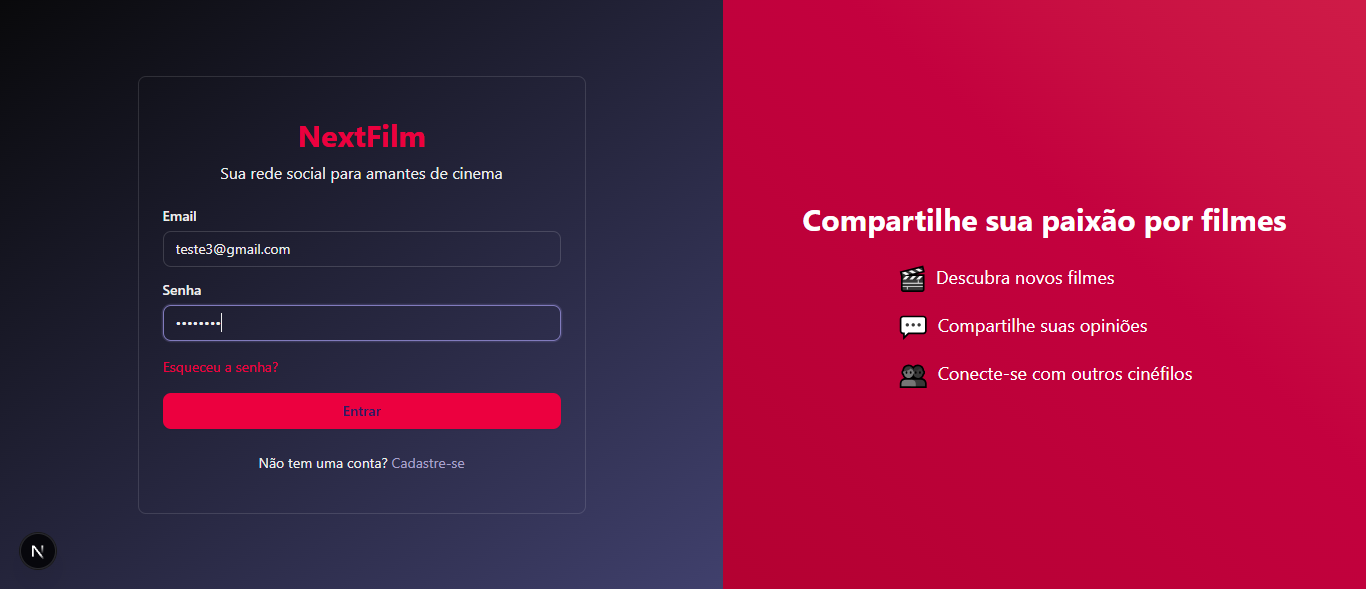 NextFilm
Sua rede social para amantes de cinema
Email
teste3@gmail.com
Senha
••••••••
Esqueceu a senha?
Entrar
Não tem uma conta? Cadastre-se
N
Compartilhe sua paixão por filmes
Descubra novos filmes
Compartilhe suas opiniões
Conecte-se com outros cinéfilos